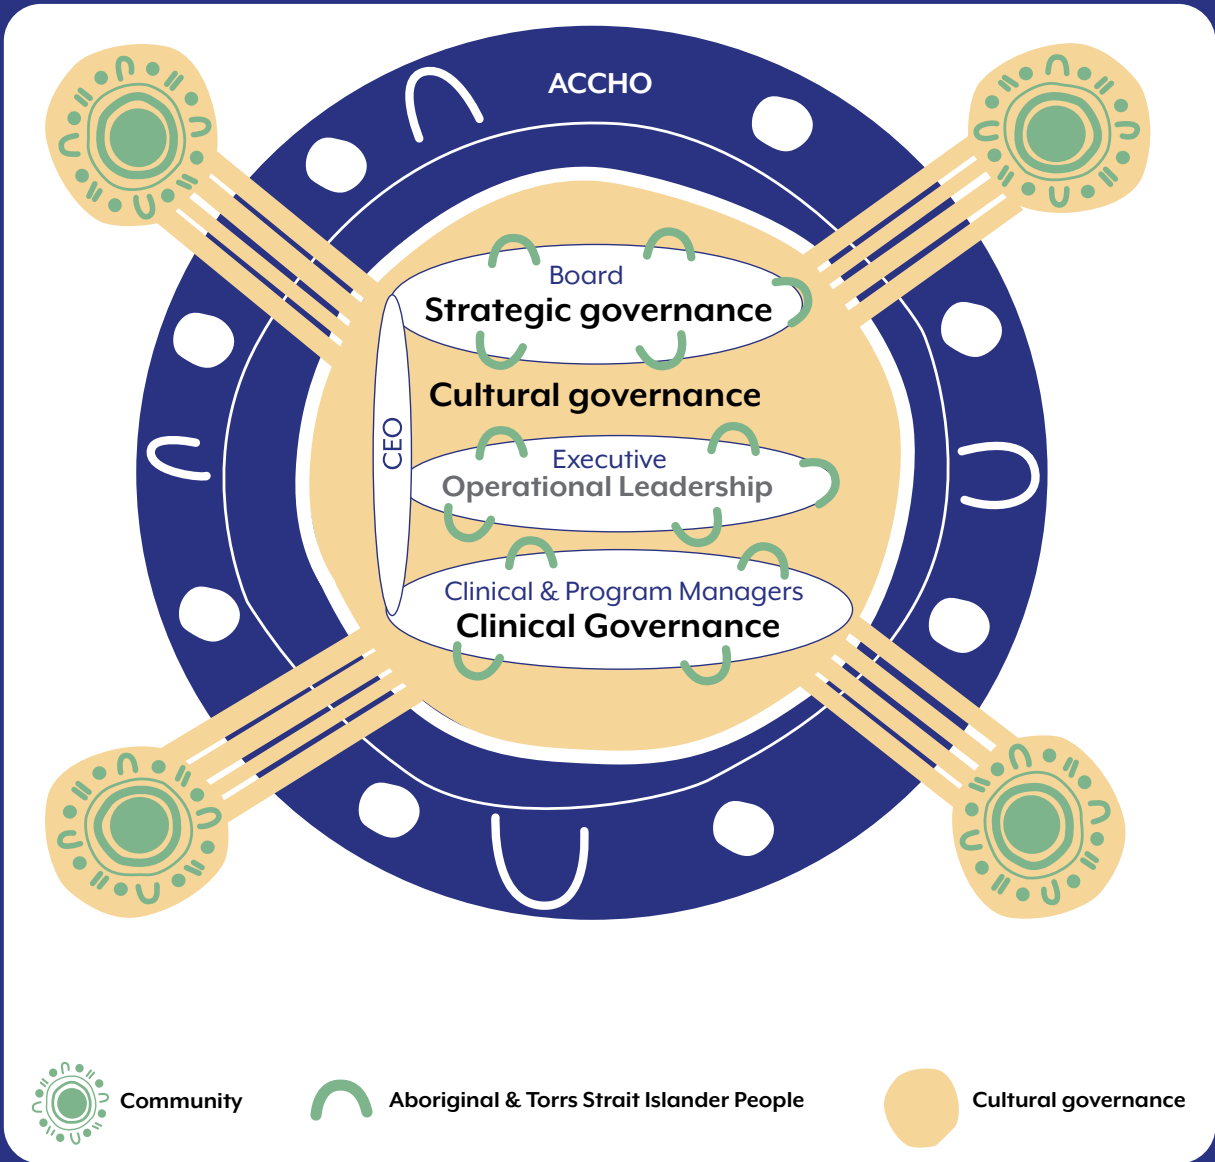 ACCHO
Board
Strategic governance
Cultural governance
CEO
Executive
Operational Leadership
Clinical & Program Managers
Clinical Governance
Community
Aboriginal & Torrs Strait Islander People
Cultural governance